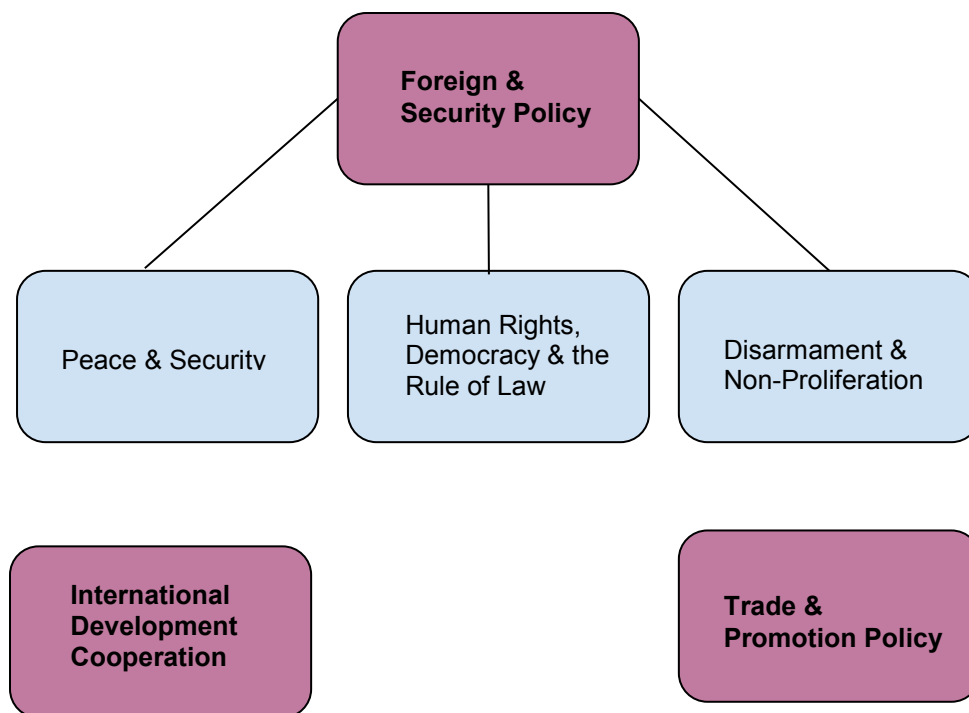 Foreign &
Security Policy
Peace & Security
Human Rights,
Democracy & the
Rule of Law
Disarmament &
Non-Proliferation
International
Development
Cooperation
Trade &
Promotion Policy